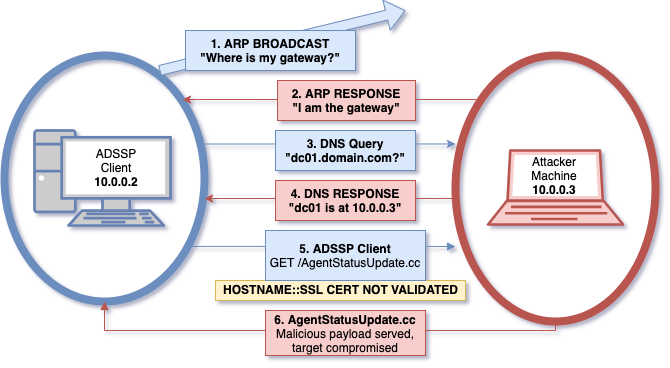 1. ARP BROADCAST
"Where is my gateway?"
2. ARP RESPONSE
"I am the gateway"
3. DNS Query
"dc01.domain.com?"
ADSSP
Client
10.0.0.2
Attacker
Machine
10.0.0.3
4. DNS RESPONSE
"dc01 is at 10.0.0.3"
5. ADSSP Client
GET /AgentStatusUpdate.cc
HOSTNAME::SSL CERT NOT VALIDATED
6. AgentStatusUpdate.cc
Malicious payload served,
target compromised